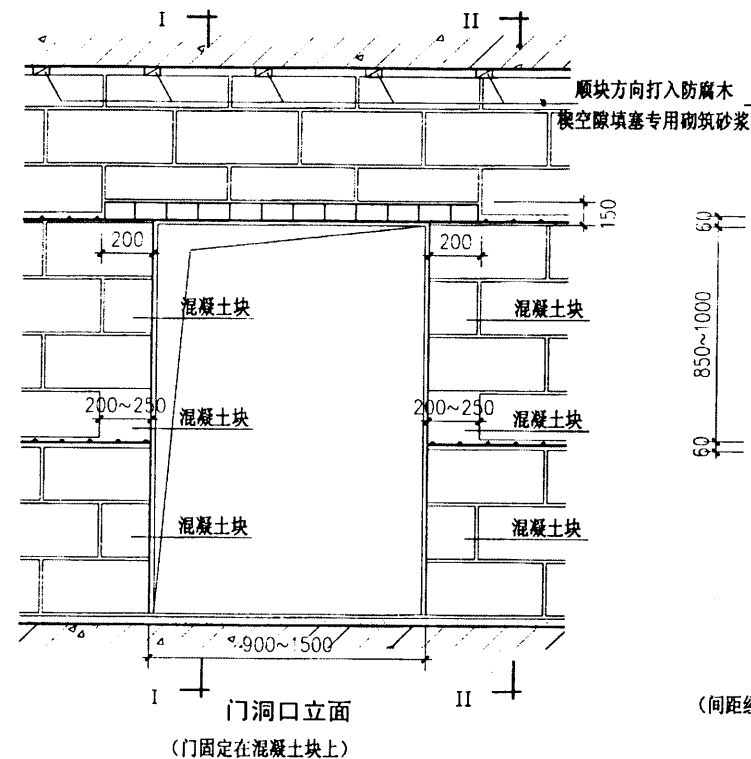 I II
顺块方向打入防腐木
楔空隙填塞专用砌筑砂浆
150
60
200 200
混凝土块 混凝土块
850~1000
200~250 200~250
混凝土块 混凝土块
60
混凝土块 混凝土块
900~1500
I II
门洞口立面
(间距
(门固定在混凝土块上)